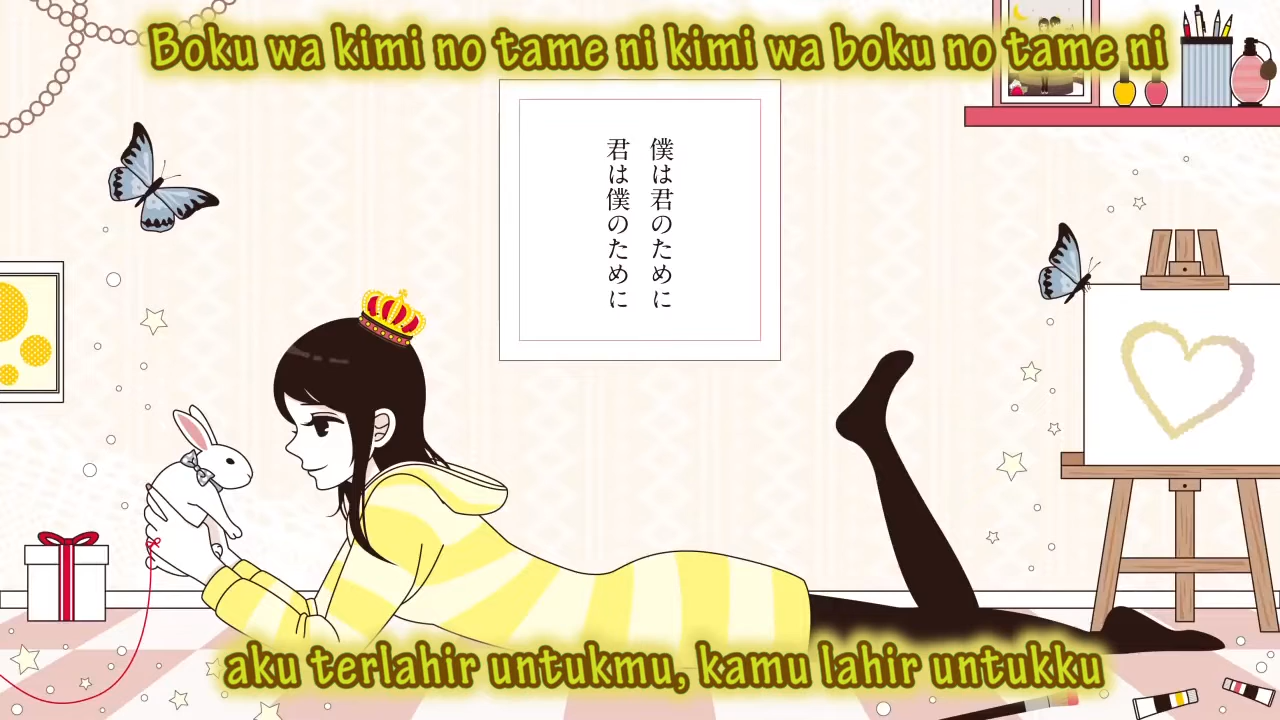 Boku wa kimi no tame ni kimi wa boku no tame ni
僕は君のために
君は僕のために
aku terlahir untukmu, kamu lahir untukku